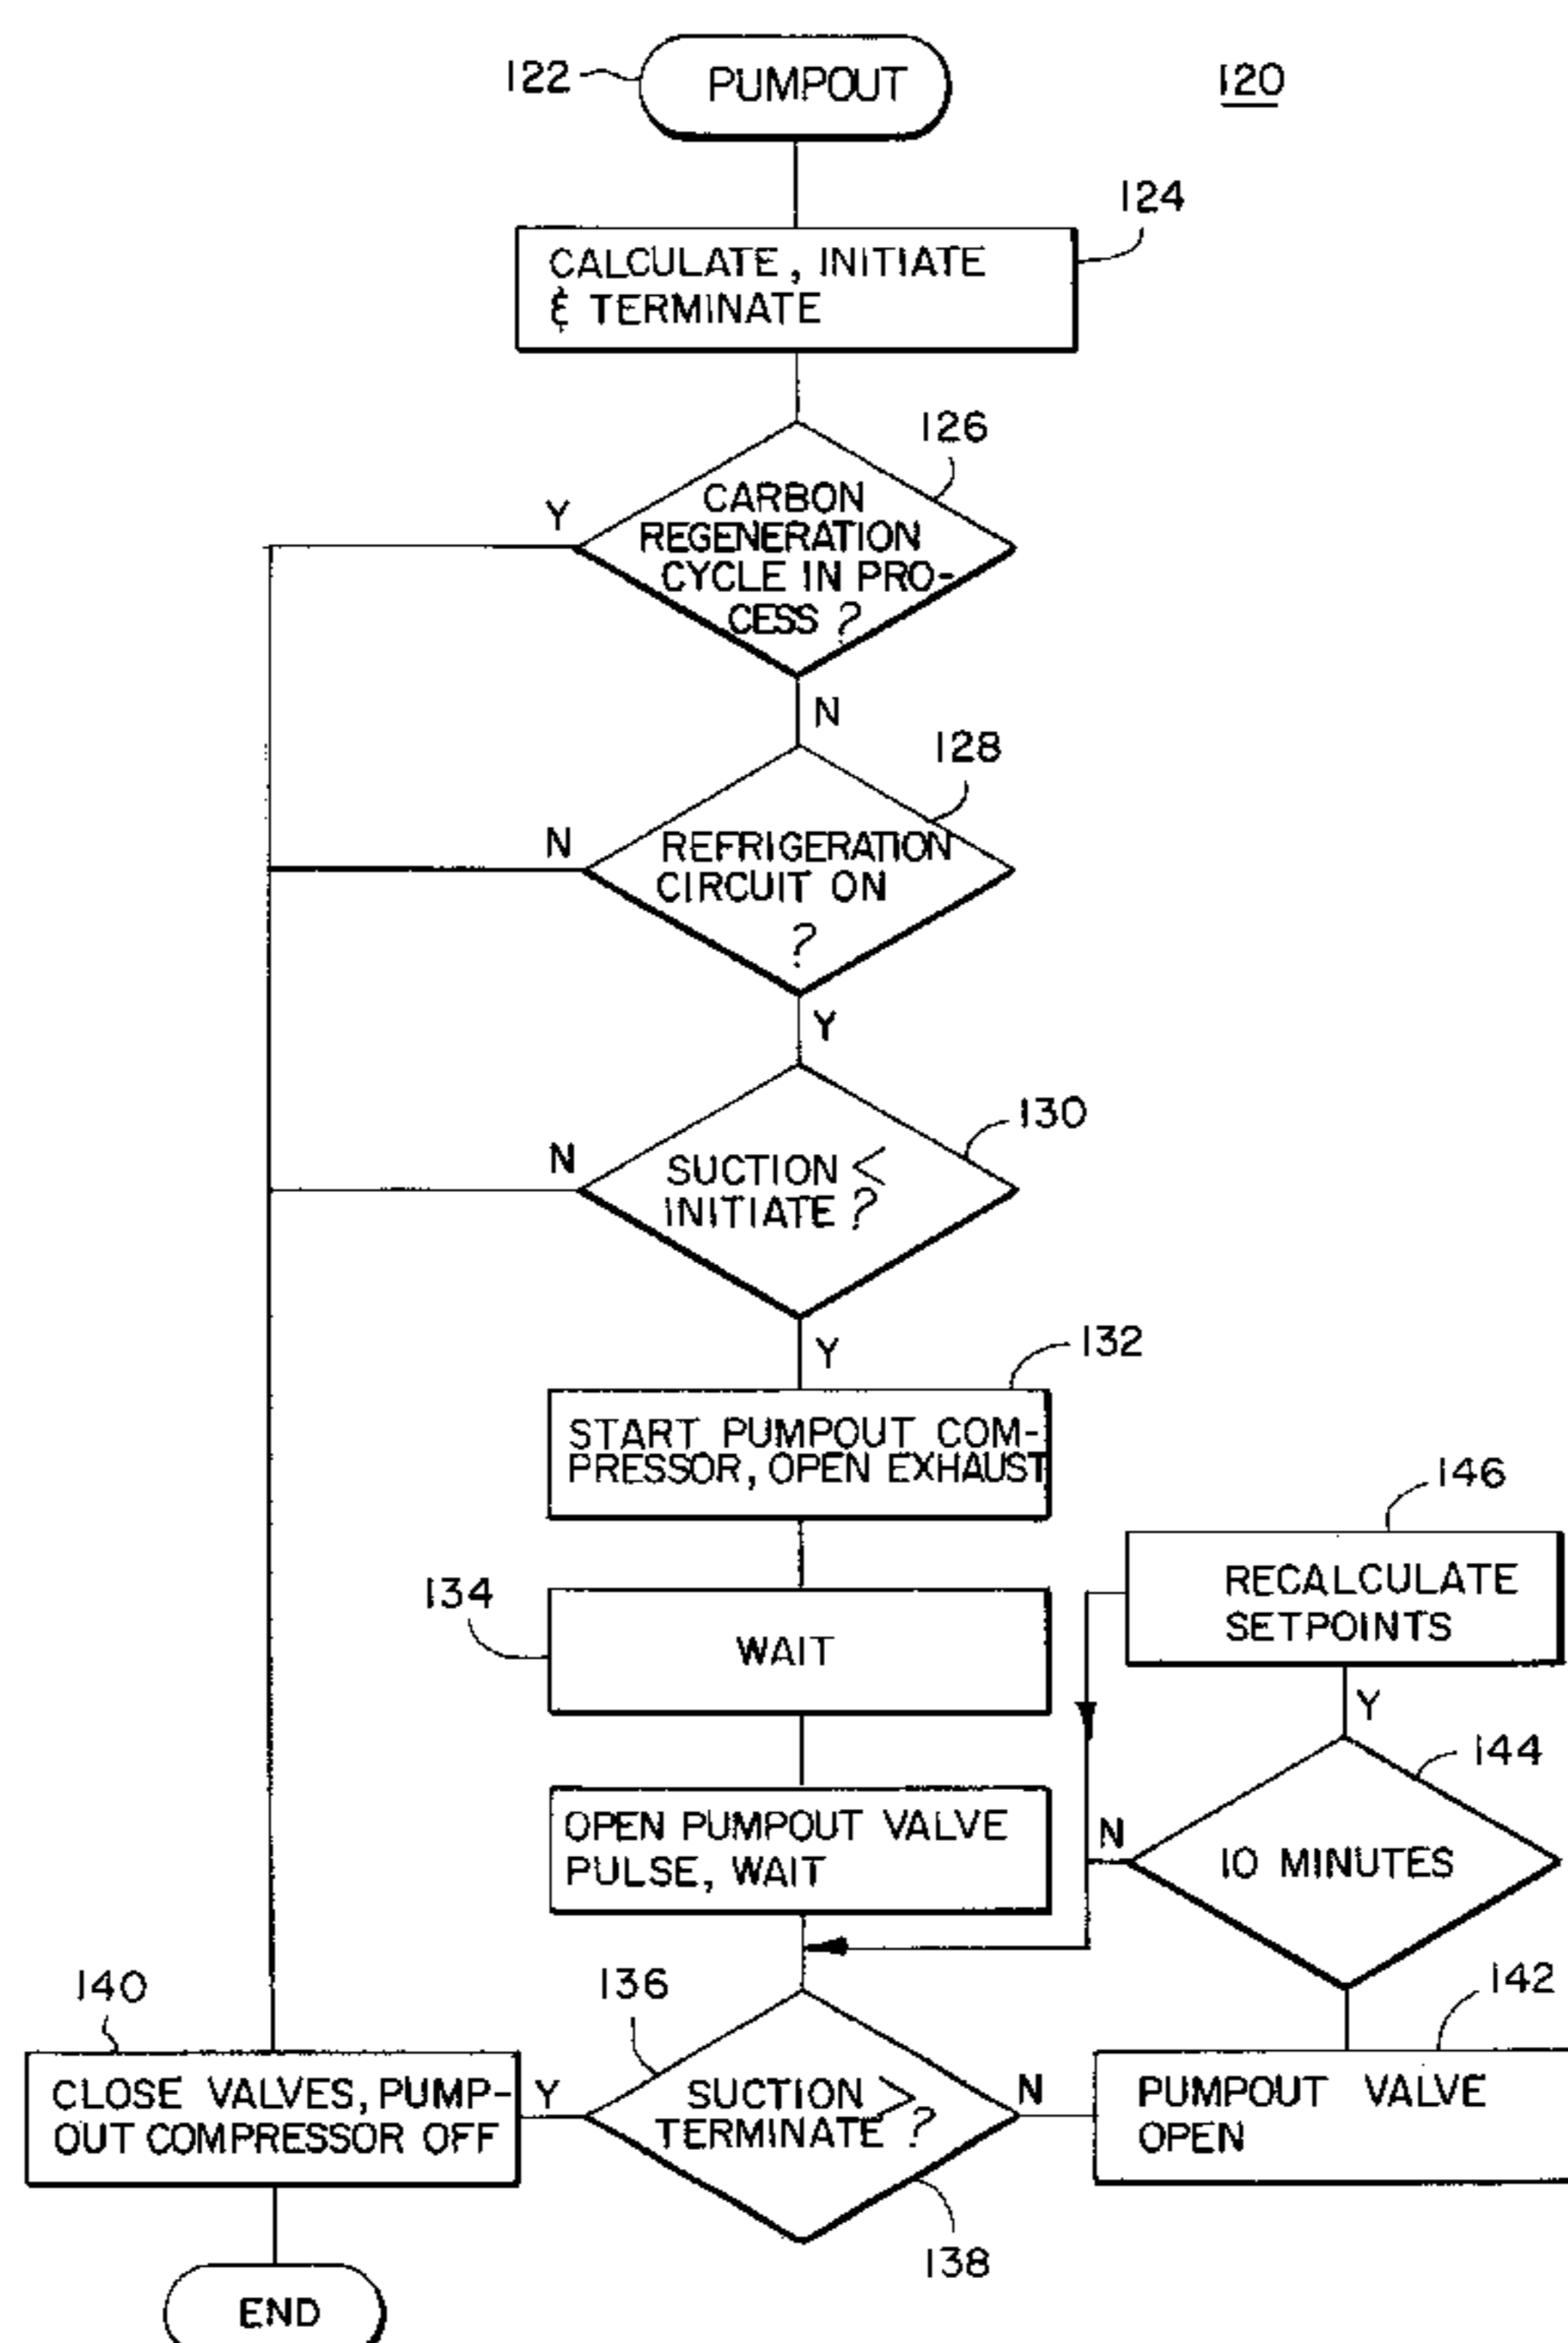 122
PUMPOUT
120
124
CALCULATE, INITIATE
& TERMINATE
126
Y
CARBON
REGENERATION
CYCLE IN PRO-
CESS ?
N
128
N
REFRIGERATION
CIRCUIT ON
?
Y
130
N
SUCTION <
INITIATE ?
Y
132
START PUMPOUT COM-
PRESSOR, OPEN EXHAUST
146
RECALCULATE
SETPOINTS
134
WAIT
Y
144
OPEN PUMPOUT VALVE
PULSE, WAIT
N
10 MINUTES
140
136
142
CLOSE VALVES, PUMP-
OUT COMPRESSOR OFF
Y
SUCTION >
TERMINATE ?
N
PUMPOUT VALVE
OPEN
138
END